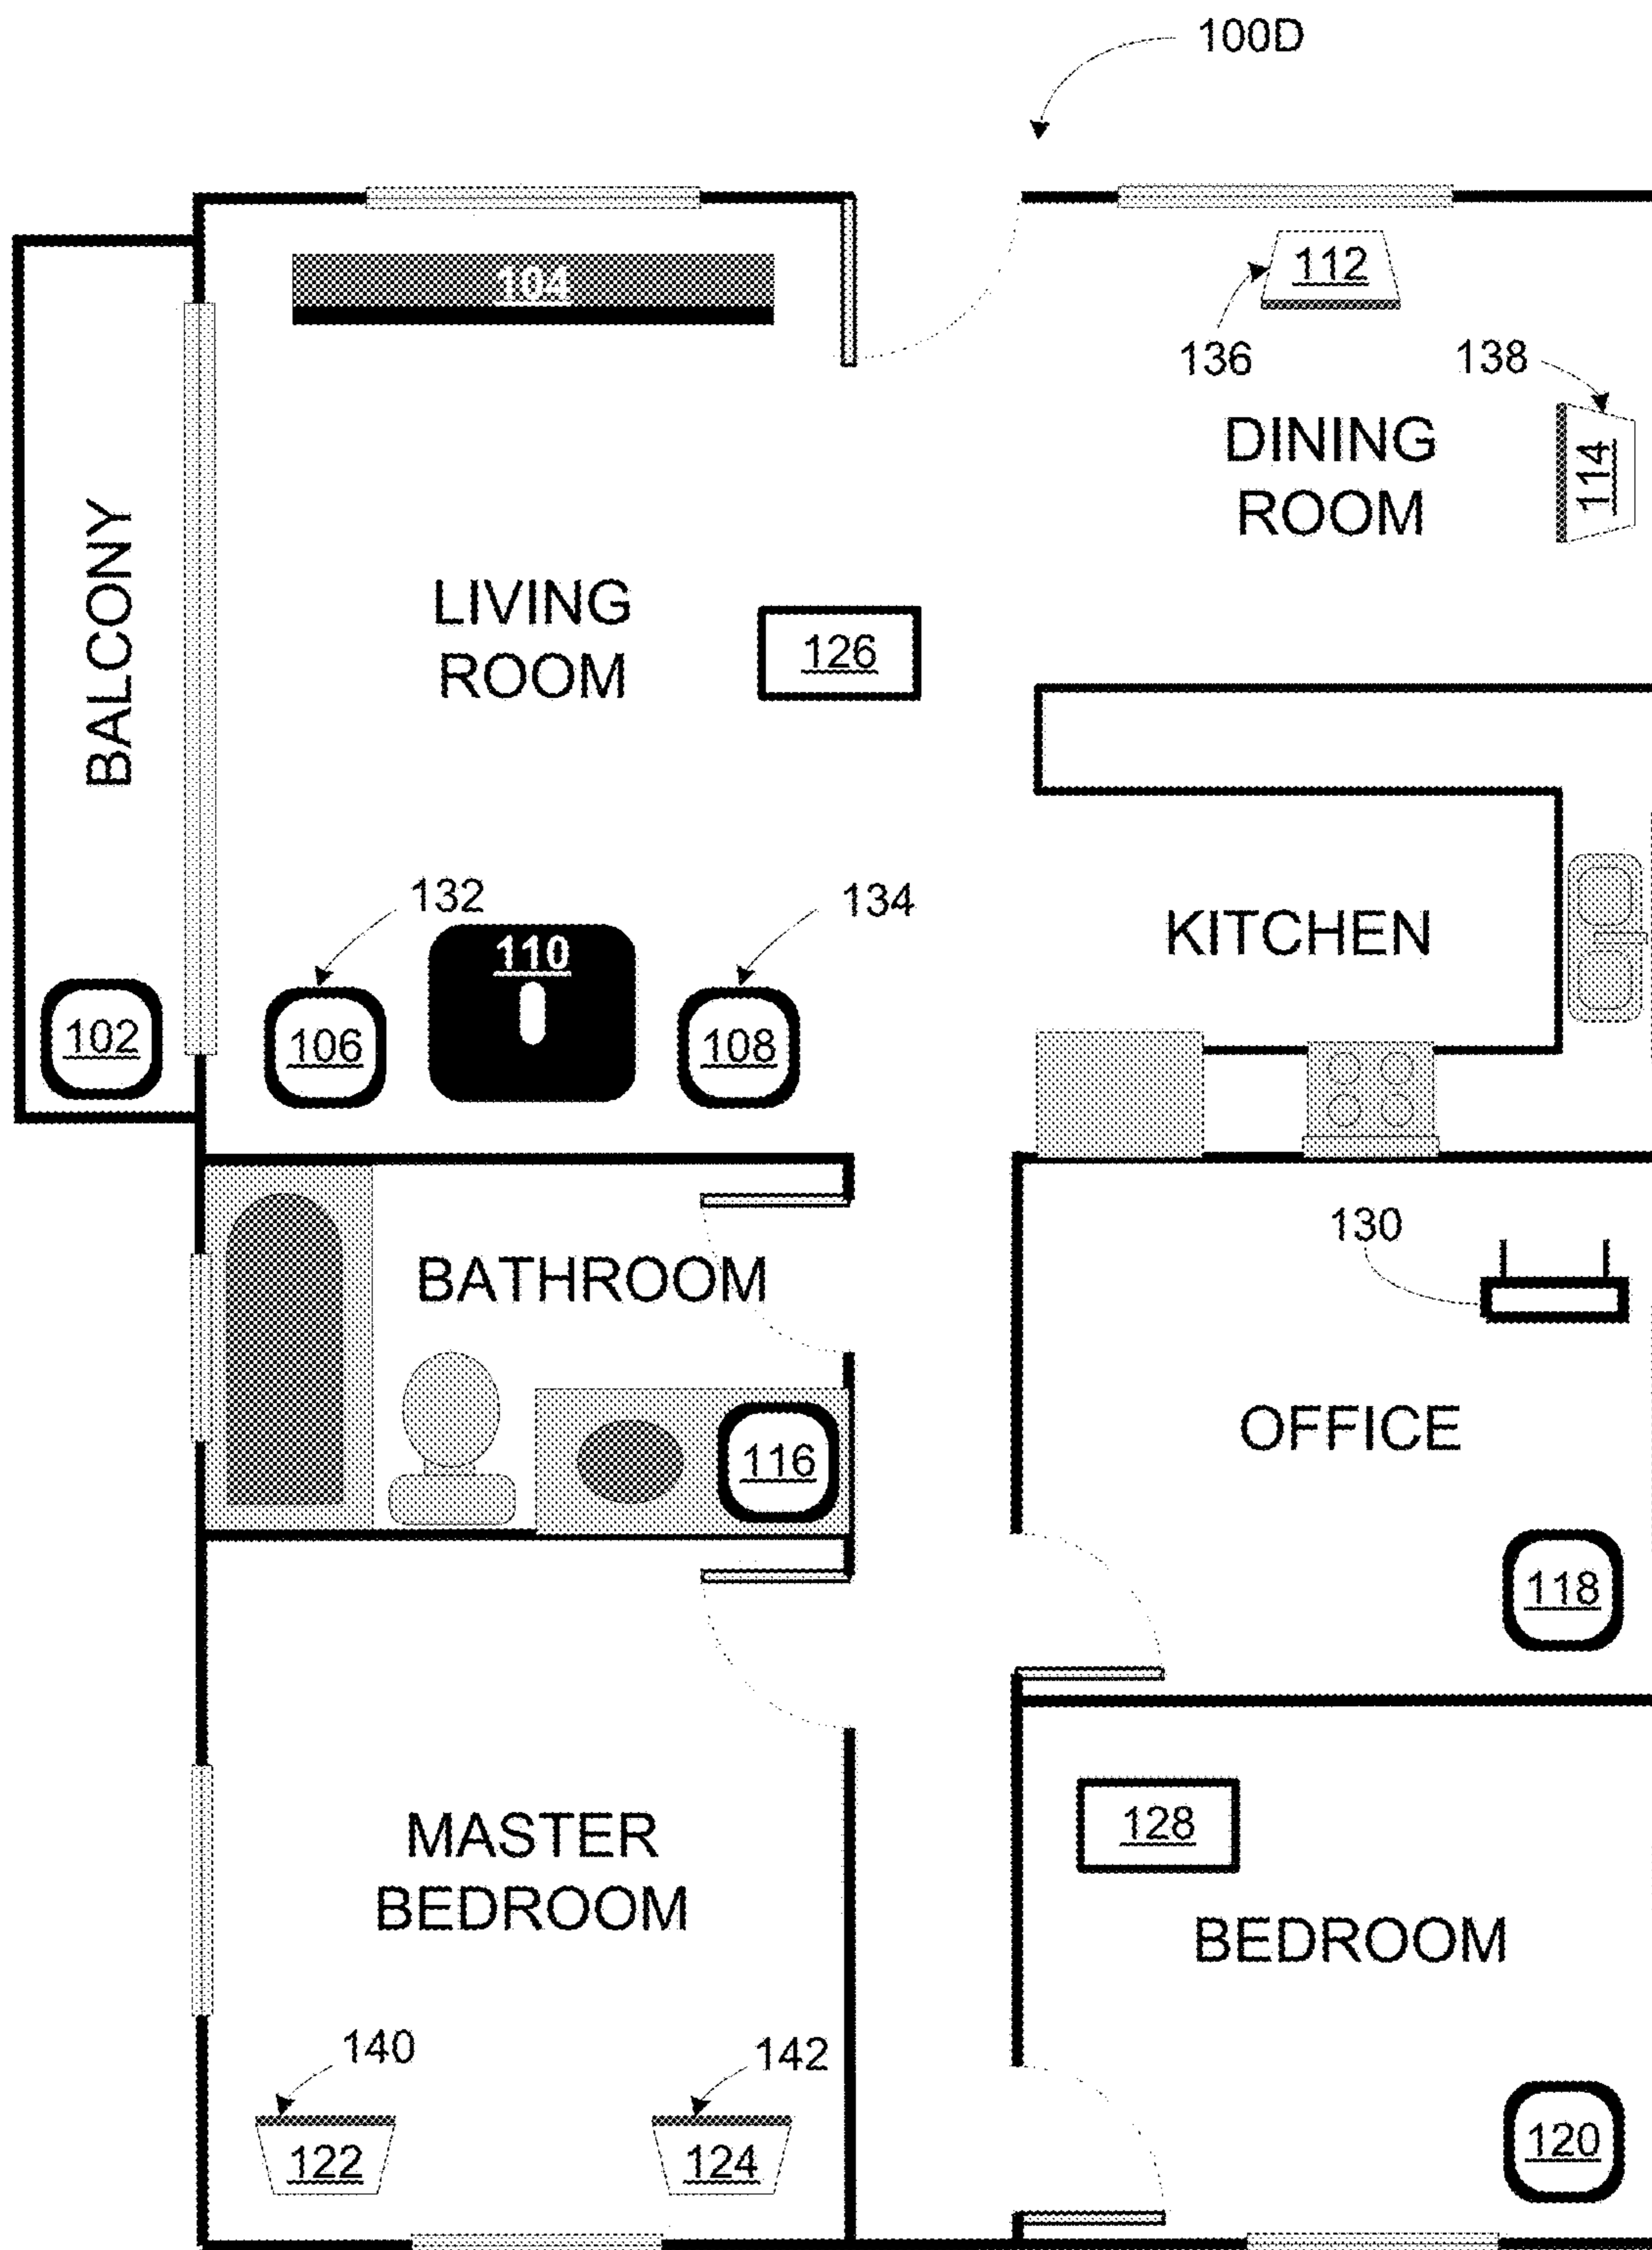 100D
104
112
136
138
114
DINING
ROOM
BALCONY
LIVING
ROOM
126
132
134
110
KITCHEN
102
106
108
130
BATHROOM
OFFICE
116
118
128
MASTER
BEDROOM
BEDROOM
140
142
122
124
120